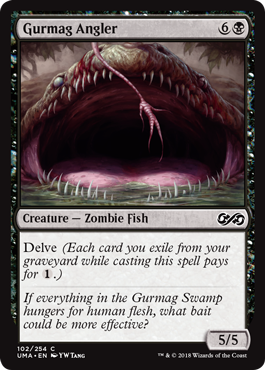 Gurmag Angler 6
Creature — Zombie Fish
Delve (Each card you exile from your
graveyard while casting this spell pays
for 1.)
If everything in the Gurmag Swamp
hungers for human flesh, what bait
could be more effective?
5/5
102/254 C
UMA • EN YW Tang
™ & © 2018 Wizards of the Coast